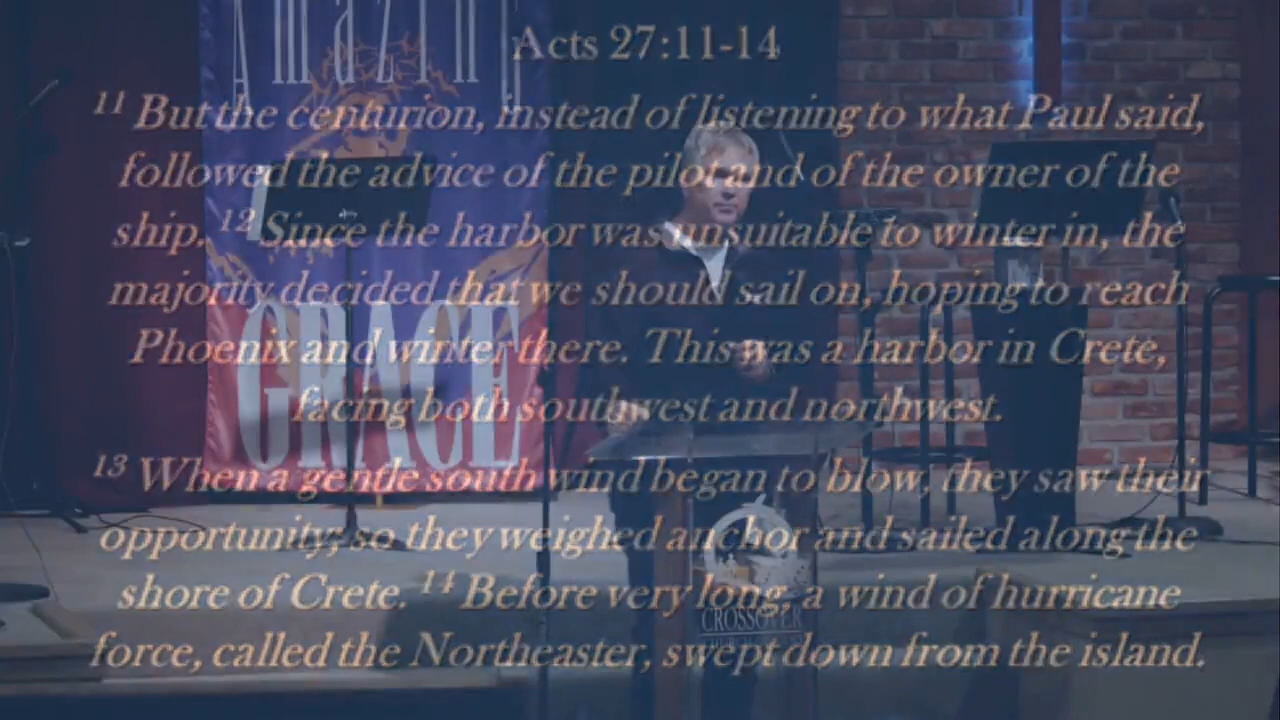 Amazing
Acts 27:11-14
11 But the centurion, instead of listening to what Paul said,
followed the advice of the pilot and of the owner of the
ship. 12 Since the harbor was unsuitable to winter in, the
majority decided that we should sail on, hoping to reach
Phoenix and winter there. This was a harbor in Crete,
facing both southwest and northwest.
GRACE
13 When a gentle south wind began to blow, they saw their
opportunity; so they weighed anchor and sailed along the
shore of Crete. 14 Before very long, a wind of hurricane
force, called the Northeaster, swept down from the island.
CROSSOVER